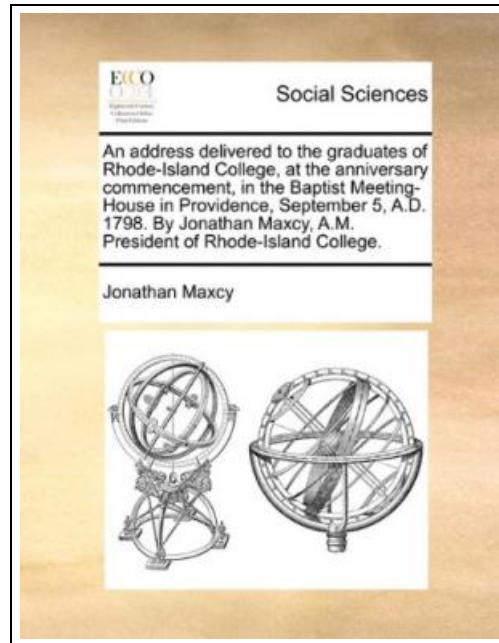 ECCO
Social Sciences
An address delivered to the graduates of
Rhode-Island College, at the anniversary
commencement, in the Baptist Meeting-
House in Providence, September 5, A.D.
1798. By Jonathan Maxcy, A.M.
President of Rhode-Island College.
Jonathan Maxcy